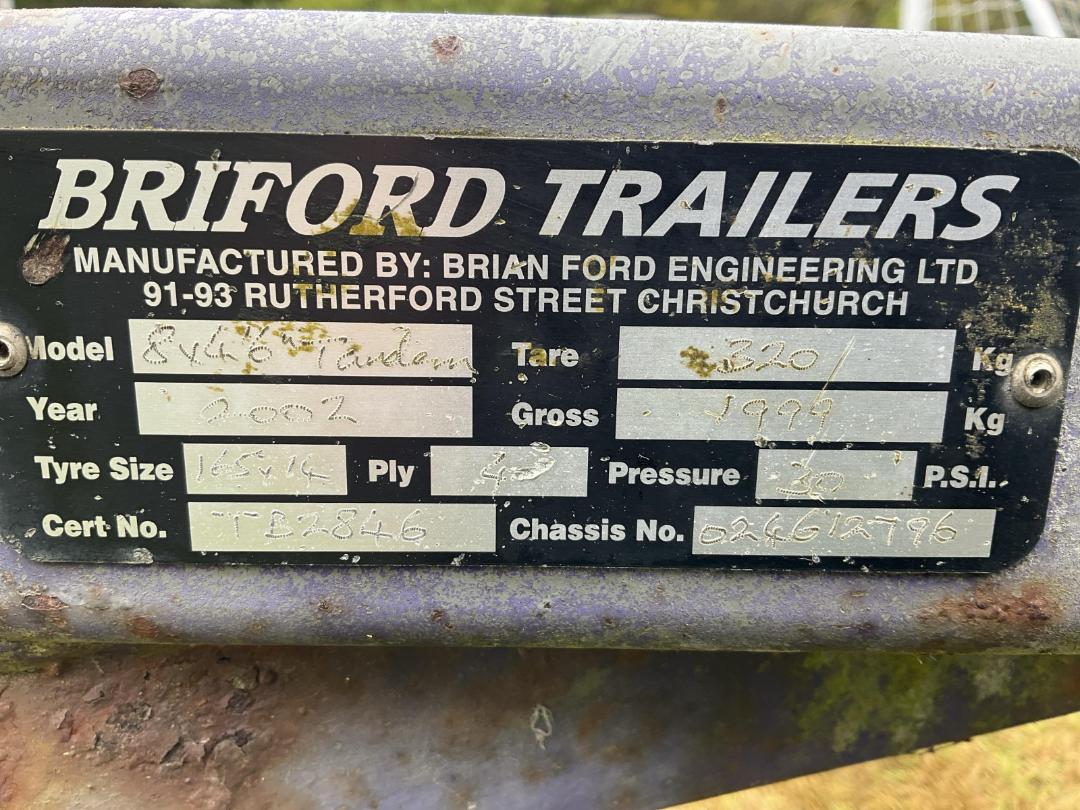 BRIFORD TRAILERS
MANUFACTURED BY: BRIAN FORD ENGINEERING LTD
91-93 RUTHERFORD STREET CHRISTCHURCH
Model 8x4'6" Tandem Tare 320 Kg
Year 2002 Gross 1999 Kg
Tyre Size 165x14 Ply 4 Pressure 30 P.S.I.
Cert No. TB2846 Chassis No.